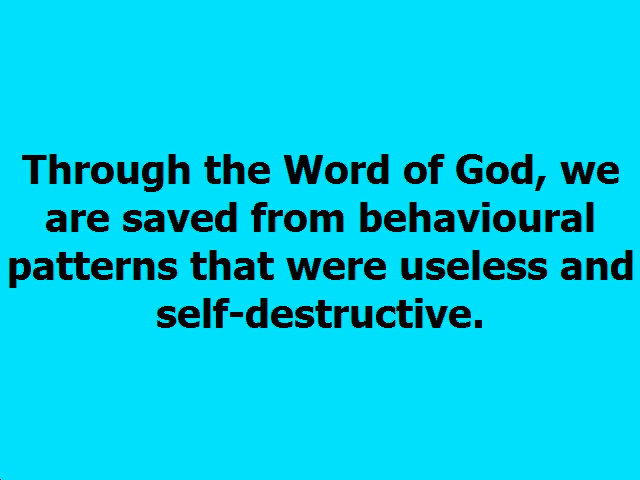 Through the Word of God, we
are saved from behavioural
patterns that were useless and
self-destructive.